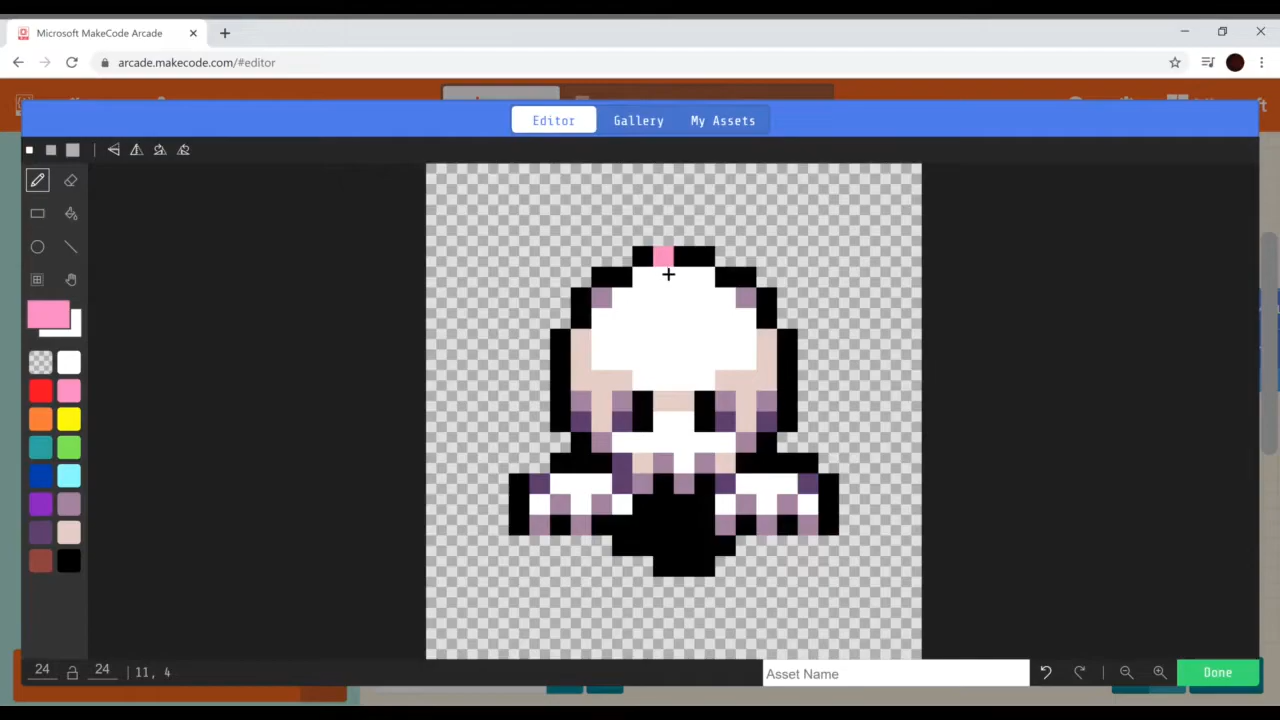 Microsoft MakeCode Arcade
arcade.makecode.com/#editor
Editor Gallery My Assets
24 24 11, 4
Asset Name
Done